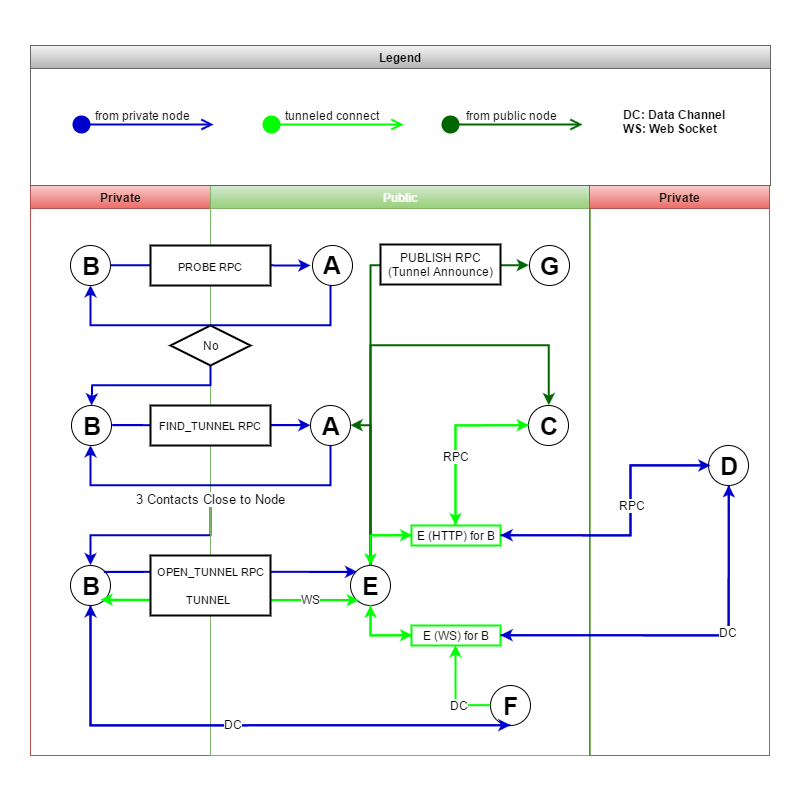 Legend
from private node
tunneled connect
from public node
DC: Data Channel
WS: Web Socket
Private
Public
Private
B
PROBE RPC
A
PUBLISH RPC
(Tunnel Announce)
G
No
B
FIND_TUNNEL RPC
A
C
RPC
D
3 Contacts Close to Node
RPC
E (HTTP) for B
B
OPEN_TUNNEL RPC
TUNNEL
WS
E
E (WS) for B
DC
DC
F
DC